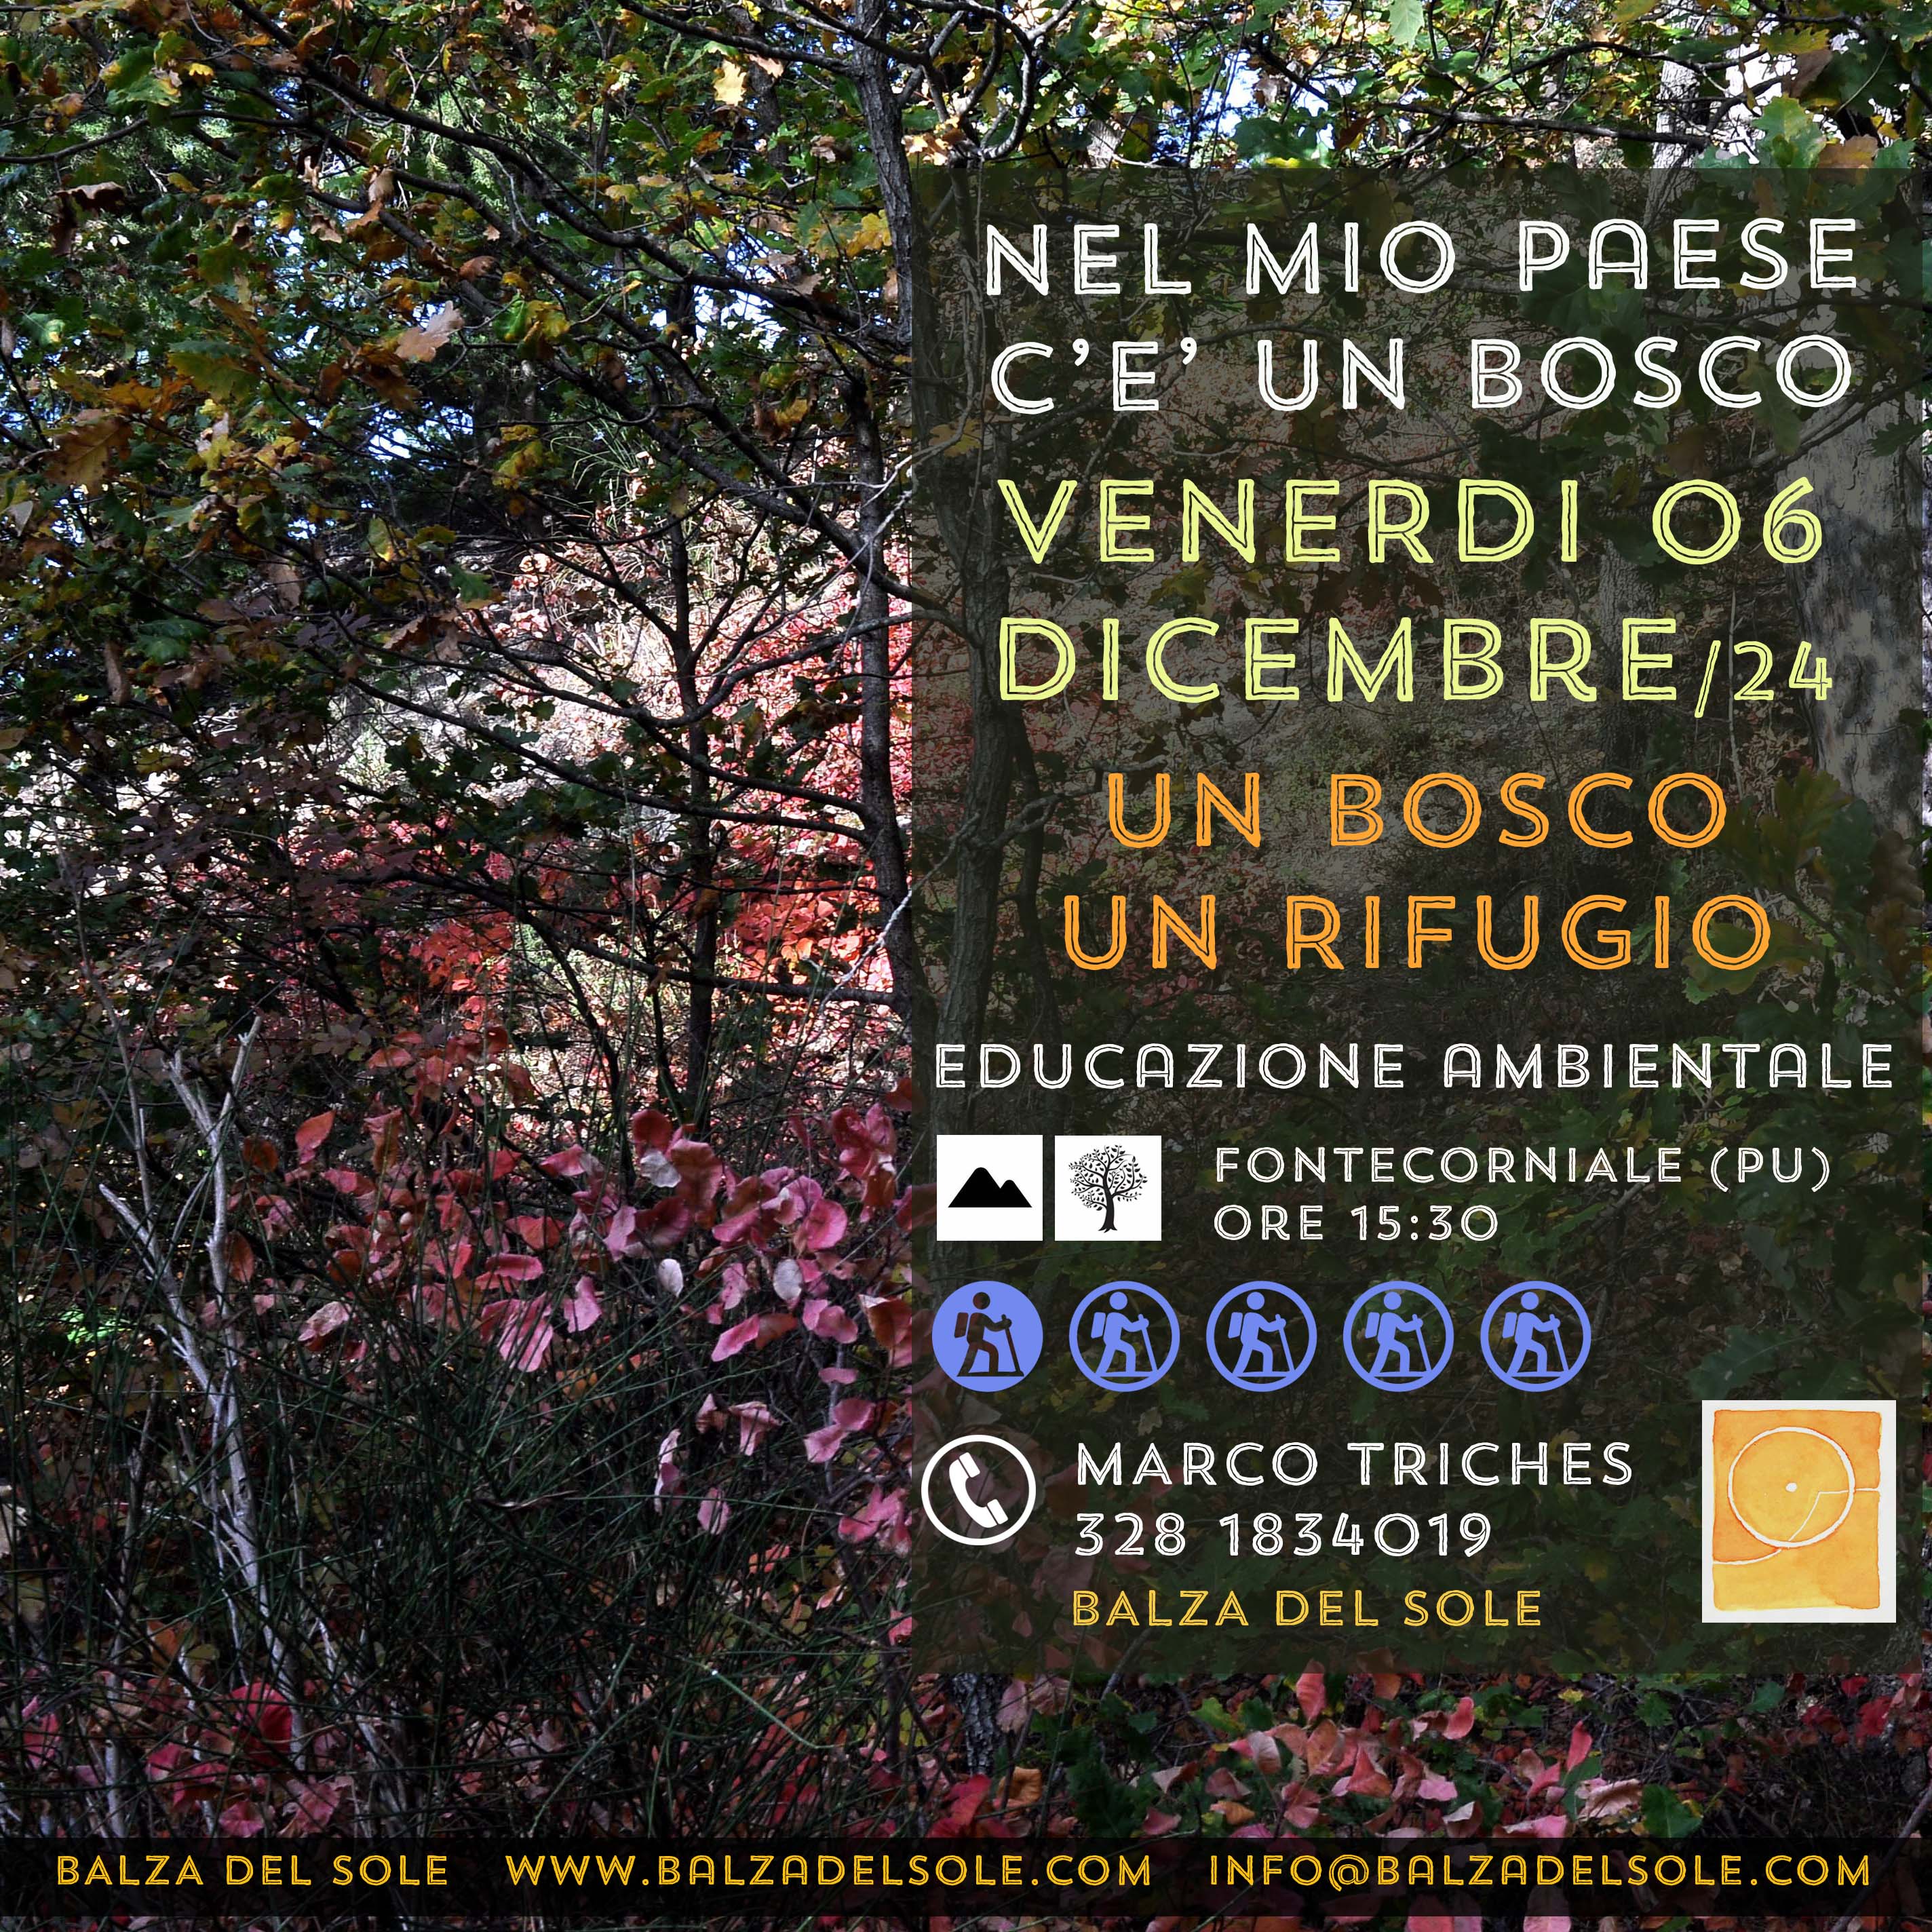 NEL MIO PAESE
C'E' UN BOSCO
VENERDI 06
DICEMBRE/24
UN BOSCO
UN RIFUGIO
EDUCAZIONE AMBIENTALE
FONTECORNIALE (PU)
ORE 15:30
MARCO TRICHES
328 1834019
BALZA DEL SOLE
BALZA DEL SOLE WWW.BALZADELSOLE.COM INFO@BALZADELSOLE.COM